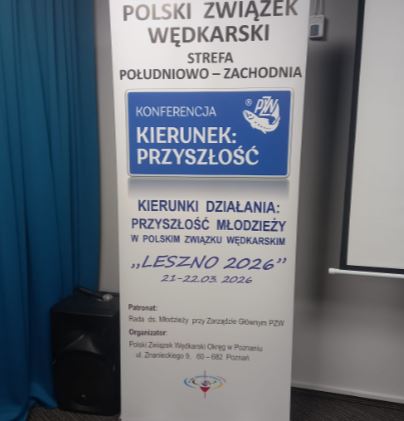 POLSKI ZWIĄZEK
WĘDKARSKI
STREFA
POŁUDNIOWO – ZACHODNIA
KONFERENCJA
® PZW
KIERUNEK:
PRZYSZŁOŚĆ
KIERUNKI DZIAŁANIA:
PRZYSZŁOŚĆ MŁODZIEŻY
W POLSKIM ZWIĄZKU WĘDKARSKIM
„LESZNO 2026”
21-22.03. 2026
Patronat:
Rada ds. Młodzieży przy Zarządzie Głównym PZW
Organizator:
Polski Związek Wędkarski Okręg w Poznaniu
ul. Znanieckiego 9, 60 – 682 Poznań